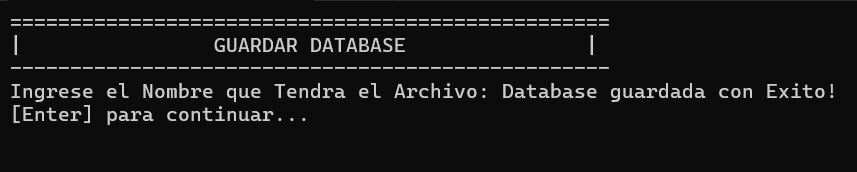 ==================================================
|                GUARDAR DATABASE               |
--------------------------------------------------
Ingrese el Nombre que Tendra el Archivo: Database guardada con Exito!
[Enter] para continuar...